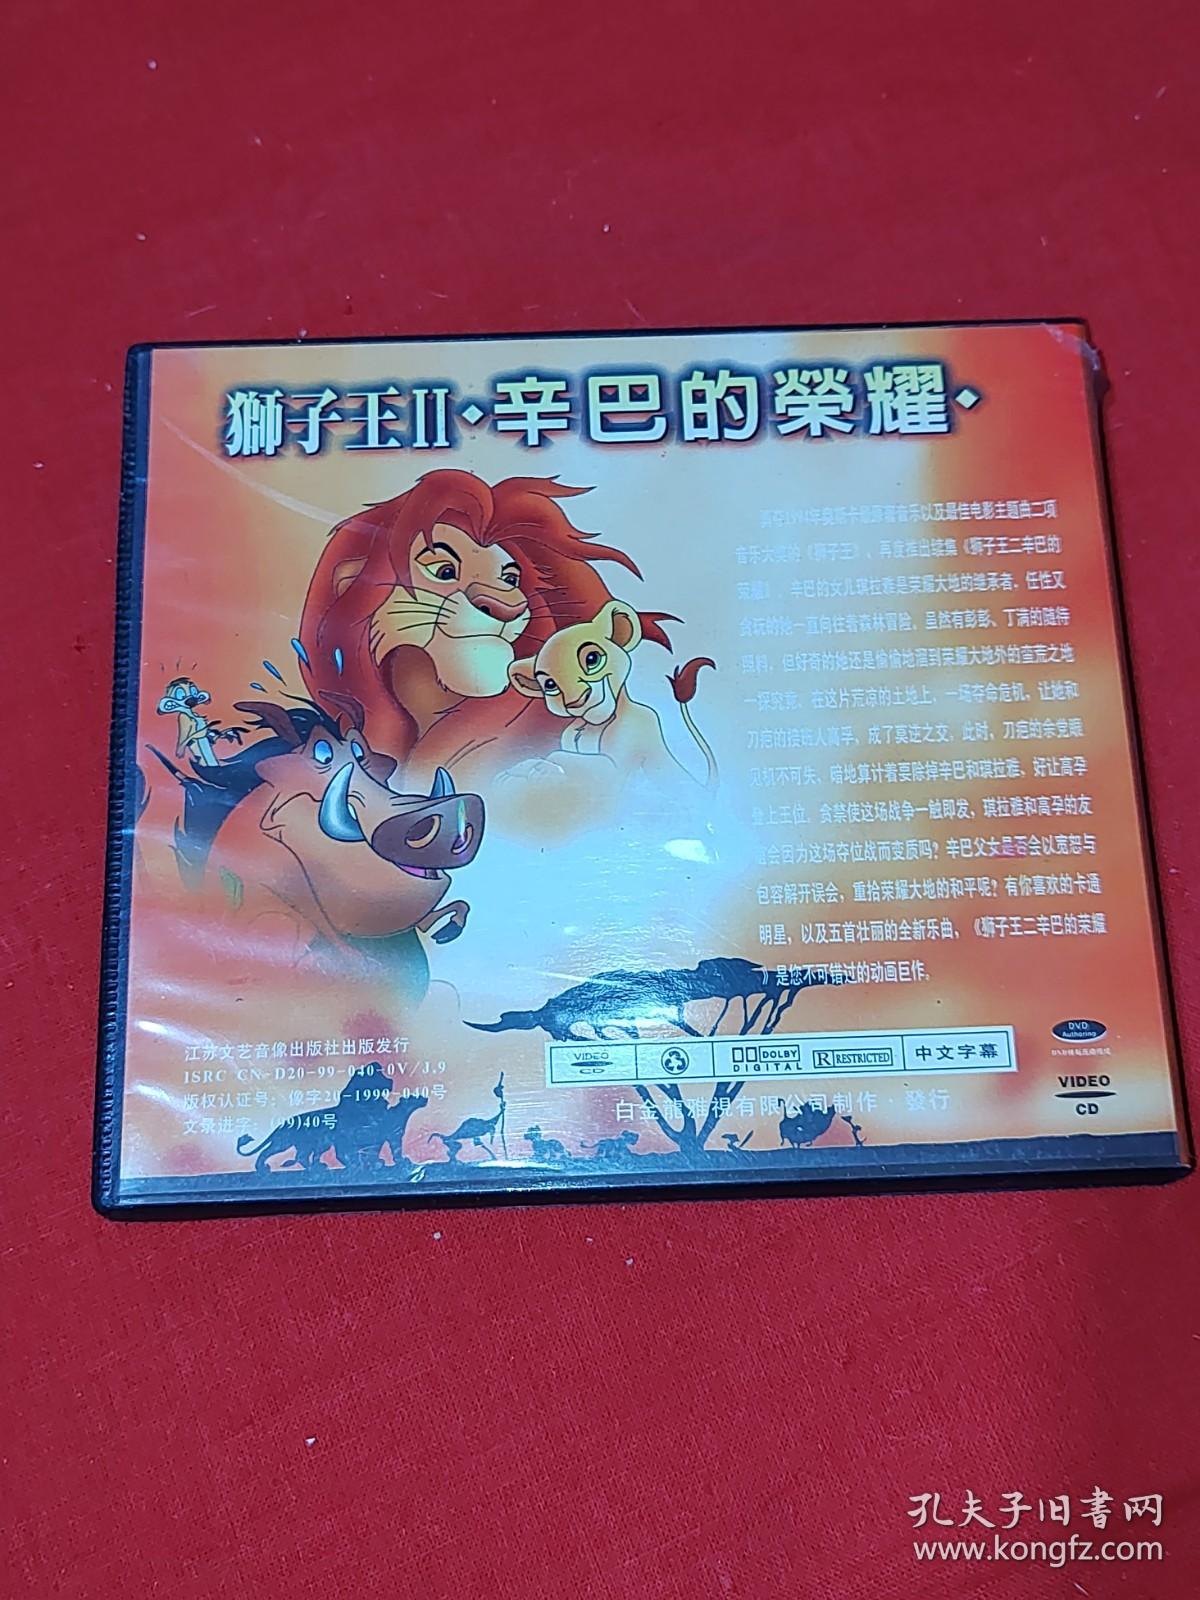 獅子王II·辛巴的榮耀·
勇夺1994年奥斯卡最原著音乐以及最佳电影主题曲二项
音乐大奖的《狮子王》、再度推出续集《狮子王二辛巴的
荣耀》。辛巴的女儿琪拉雅是荣耀大地的继承者，任性又
贪玩的她一直向往着森林冒险。虽然有彭彭、丁满的随待
照料，但好奇的她还是偷偷地溜到荣耀大地外的蛮荒之地
一探究竟。在这片荒凉的土地上，一场夺命危机，让她和
刀疤的接班人高孚，成了莫逆之交。此时，刀疤的余党眼
见机不可失、暗地算计着要除掉辛巴和琪拉雅，好让高孕
登上王位。贪禁使这场战争一触即发，琪拉雅和高孕的友
谊会因为这场夺位战而变质吗？辛巴父女是否会以宽恕与
包容解开误会，重拾荣耀大地的和平呢？有你喜欢的卡通
明星，以及五首壮丽的全新乐曲，《狮子王二辛巴的荣耀
》是您不可错过的动画巨作。
江苏文艺音像出版社出版发行
ISRC CN-D20-99-040-0V/J.9
版权认证号：像字20-1999-040号
文录进字：(99)40号
VIDEO CD
DOLBY DIGITAL
R RESTRICTED
中文字幕
白金龍雅視有限公司制作·發行
DVD Authoring
VIDEO
CD
孔夫子旧書网
www.kongfz.com